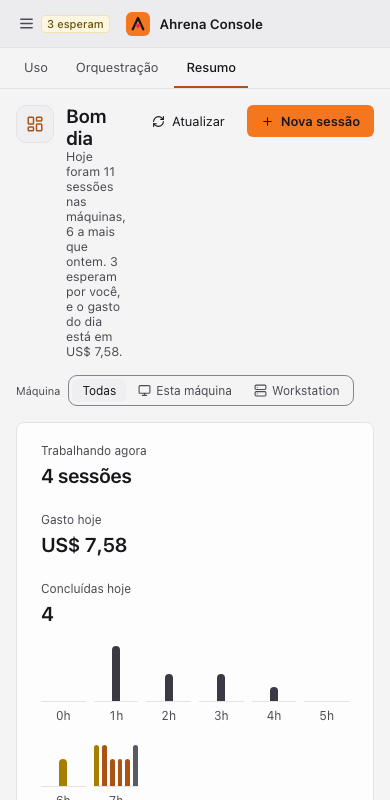 3 esperam
Ahrena Console
Uso
Orquestração
Resumo
Bom
dia
Atualizar
Nova sessão
Hoje
foram 11
sessões
nas
máquinas,
6 a mais
que
ontem. 3
esperam
por você,
e o gasto
do dia
está em
US$ 7,58.
Máquina
Todas
Esta máquina
Workstation
Trabalhando agora
4 sessões
Gasto hoje
US$ 7,58
Concluídas hoje
4
0h 1h 2h 3h 4h 5h
6h 7h